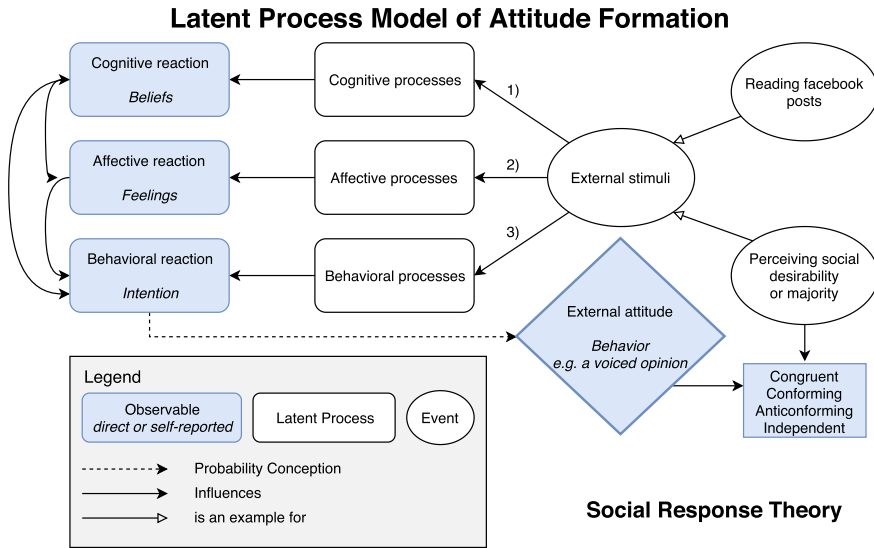 Latent Process Model of Attitude Formation
Cognitive reaction
Beliefs
Cognitive processes
1)
Reading facebook
posts
Affective reaction
Feelings
Affective processes
2)
External stimuli
Behavioral reaction
Intention
Behavioral processes
3)
Perceiving social
desirability
or majority
External attitude
Behavior
e.g. a voiced opinion
Congruent
Conforming
Anticonforming
Independent
Legend
Observable
direct or self-reported
Latent Process
Event
Probability Conception
Influences
is an example for
Social Response Theory